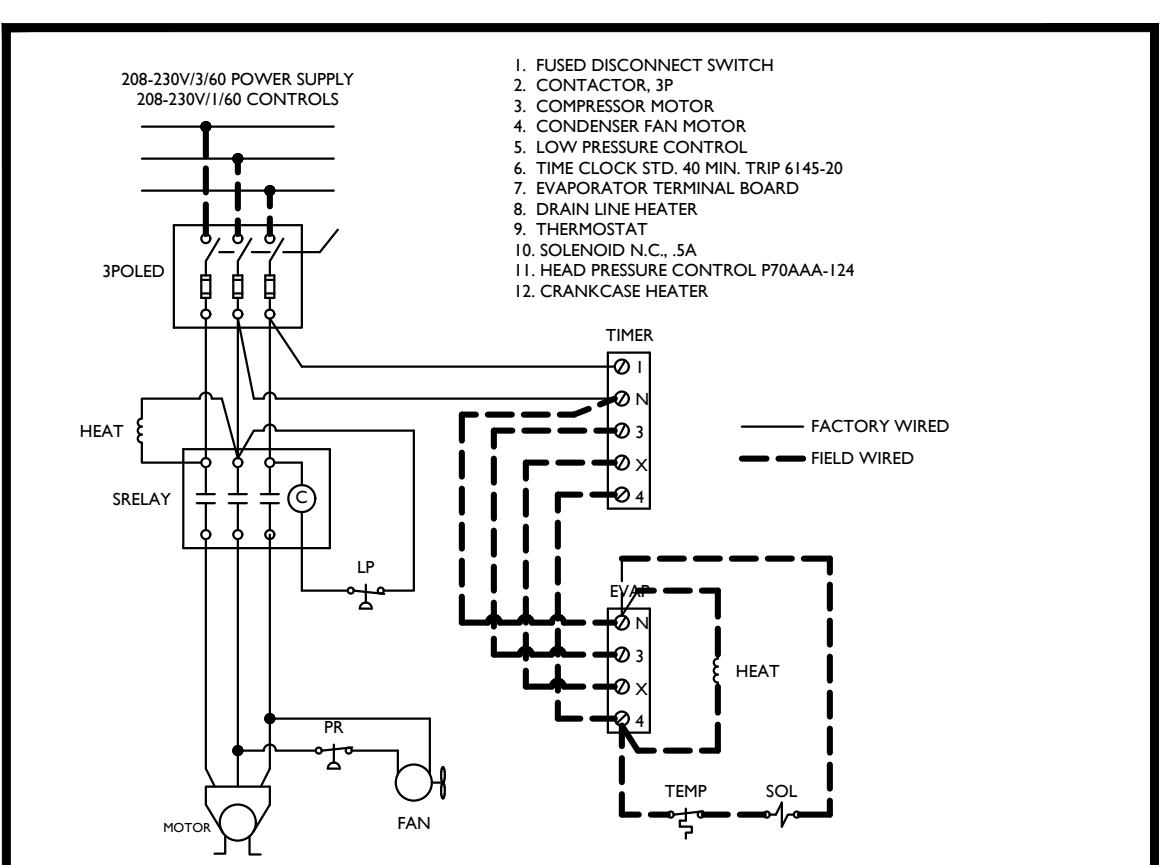 208-230V/3/60 POWER SUPPLY
208-230V/1/60 CONTROLS
1. FUSED DISCONNECT SWITCH
2. CONTACTOR, 3P
3. COMPRESSOR MOTOR
4. CONDENSER FAN MOTOR
5. LOW PRESSURE CONTROL
6. TIME CLOCK STD. 40 MIN. TRIP 6145-20
7. EVAPORATOR TERMINAL BOARD
8. DRAIN LINE HEATER
9. THERMOSTAT
10. SOLENOID N.C., .5A
11. HEAD PRESSURE CONTROL P70AAA-124
12. CRANKCASE HEATER
3POLED
TIMER
1
N
3
X
4
HEAT
FACTORY WIRED
FIELD WIRED
SRELAY
C
LP
EVAP
N
3
X
4
HEAT
PR
TEMP
SOL
MOTOR
FAN